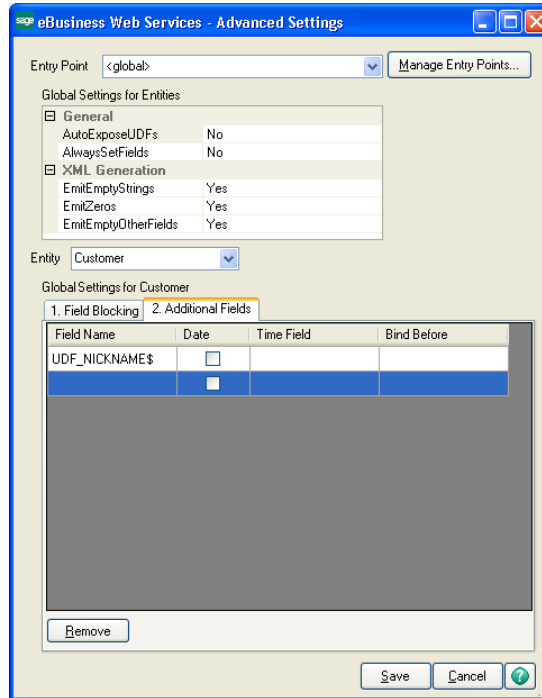 sage eBusiness Web Services - Advanced Settings
Entry Point <global> Manage Entry Points...
Global Settings for Entities
General
AutoExposeUDFs No
AlwaysSetFields No
XML Generation
EmitEmptyStrings Yes
EmitZeros Yes
EmitEmptyOtherFields Yes
Entity Customer
Global Settings for Customer
1. Field Blocking 2. Additional Fields
Field Name Date Time Field Bind Before
UDF_NICKNAME$
Remove
Save Cancel ?